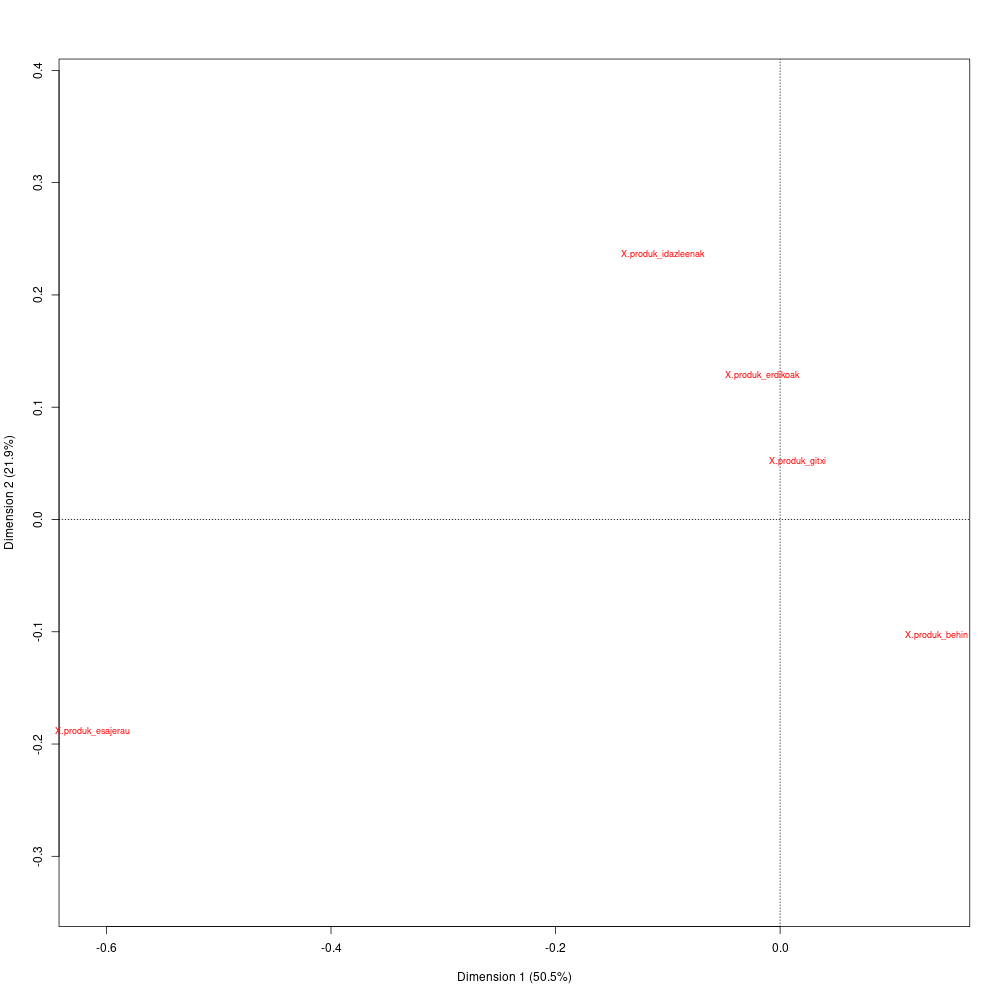 0.4
0.3
X.produk_idazleenak
0.2
X.produk_erdikoak
0.1
X.produk_gitxi
Dimension 2 (21.9%)
0.0
-0.1
X.produk_behin
X.produk_esajerau
-0.2
-0.3
-0.6 -0.4 -0.2 0.0
Dimension 1 (50.5%)